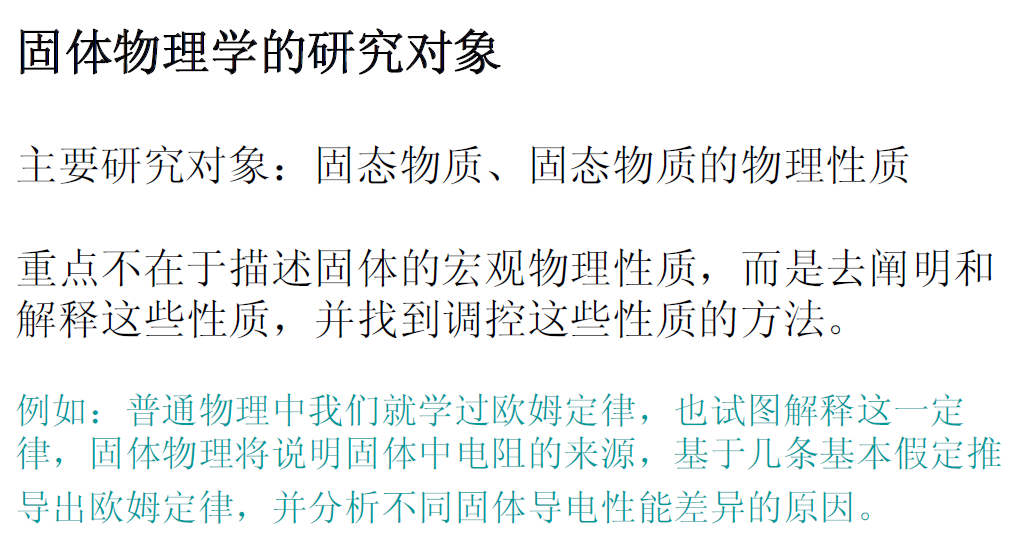 固体物理学的研究对象
主要研究对象：固态物质、固态物质的物理性质
重点不在于描述固体的宏观物理性质，而是去阐明和
解释这些性质，并找到调控这些性质的方法。
例如：普通物理中我们就学过欧姆定律，也试图解释这一定
律，固体物理将说明固体中电阻的来源，基于几条基本假定推
导出欧姆定律，并分析不同固体导电性能差异的原因。